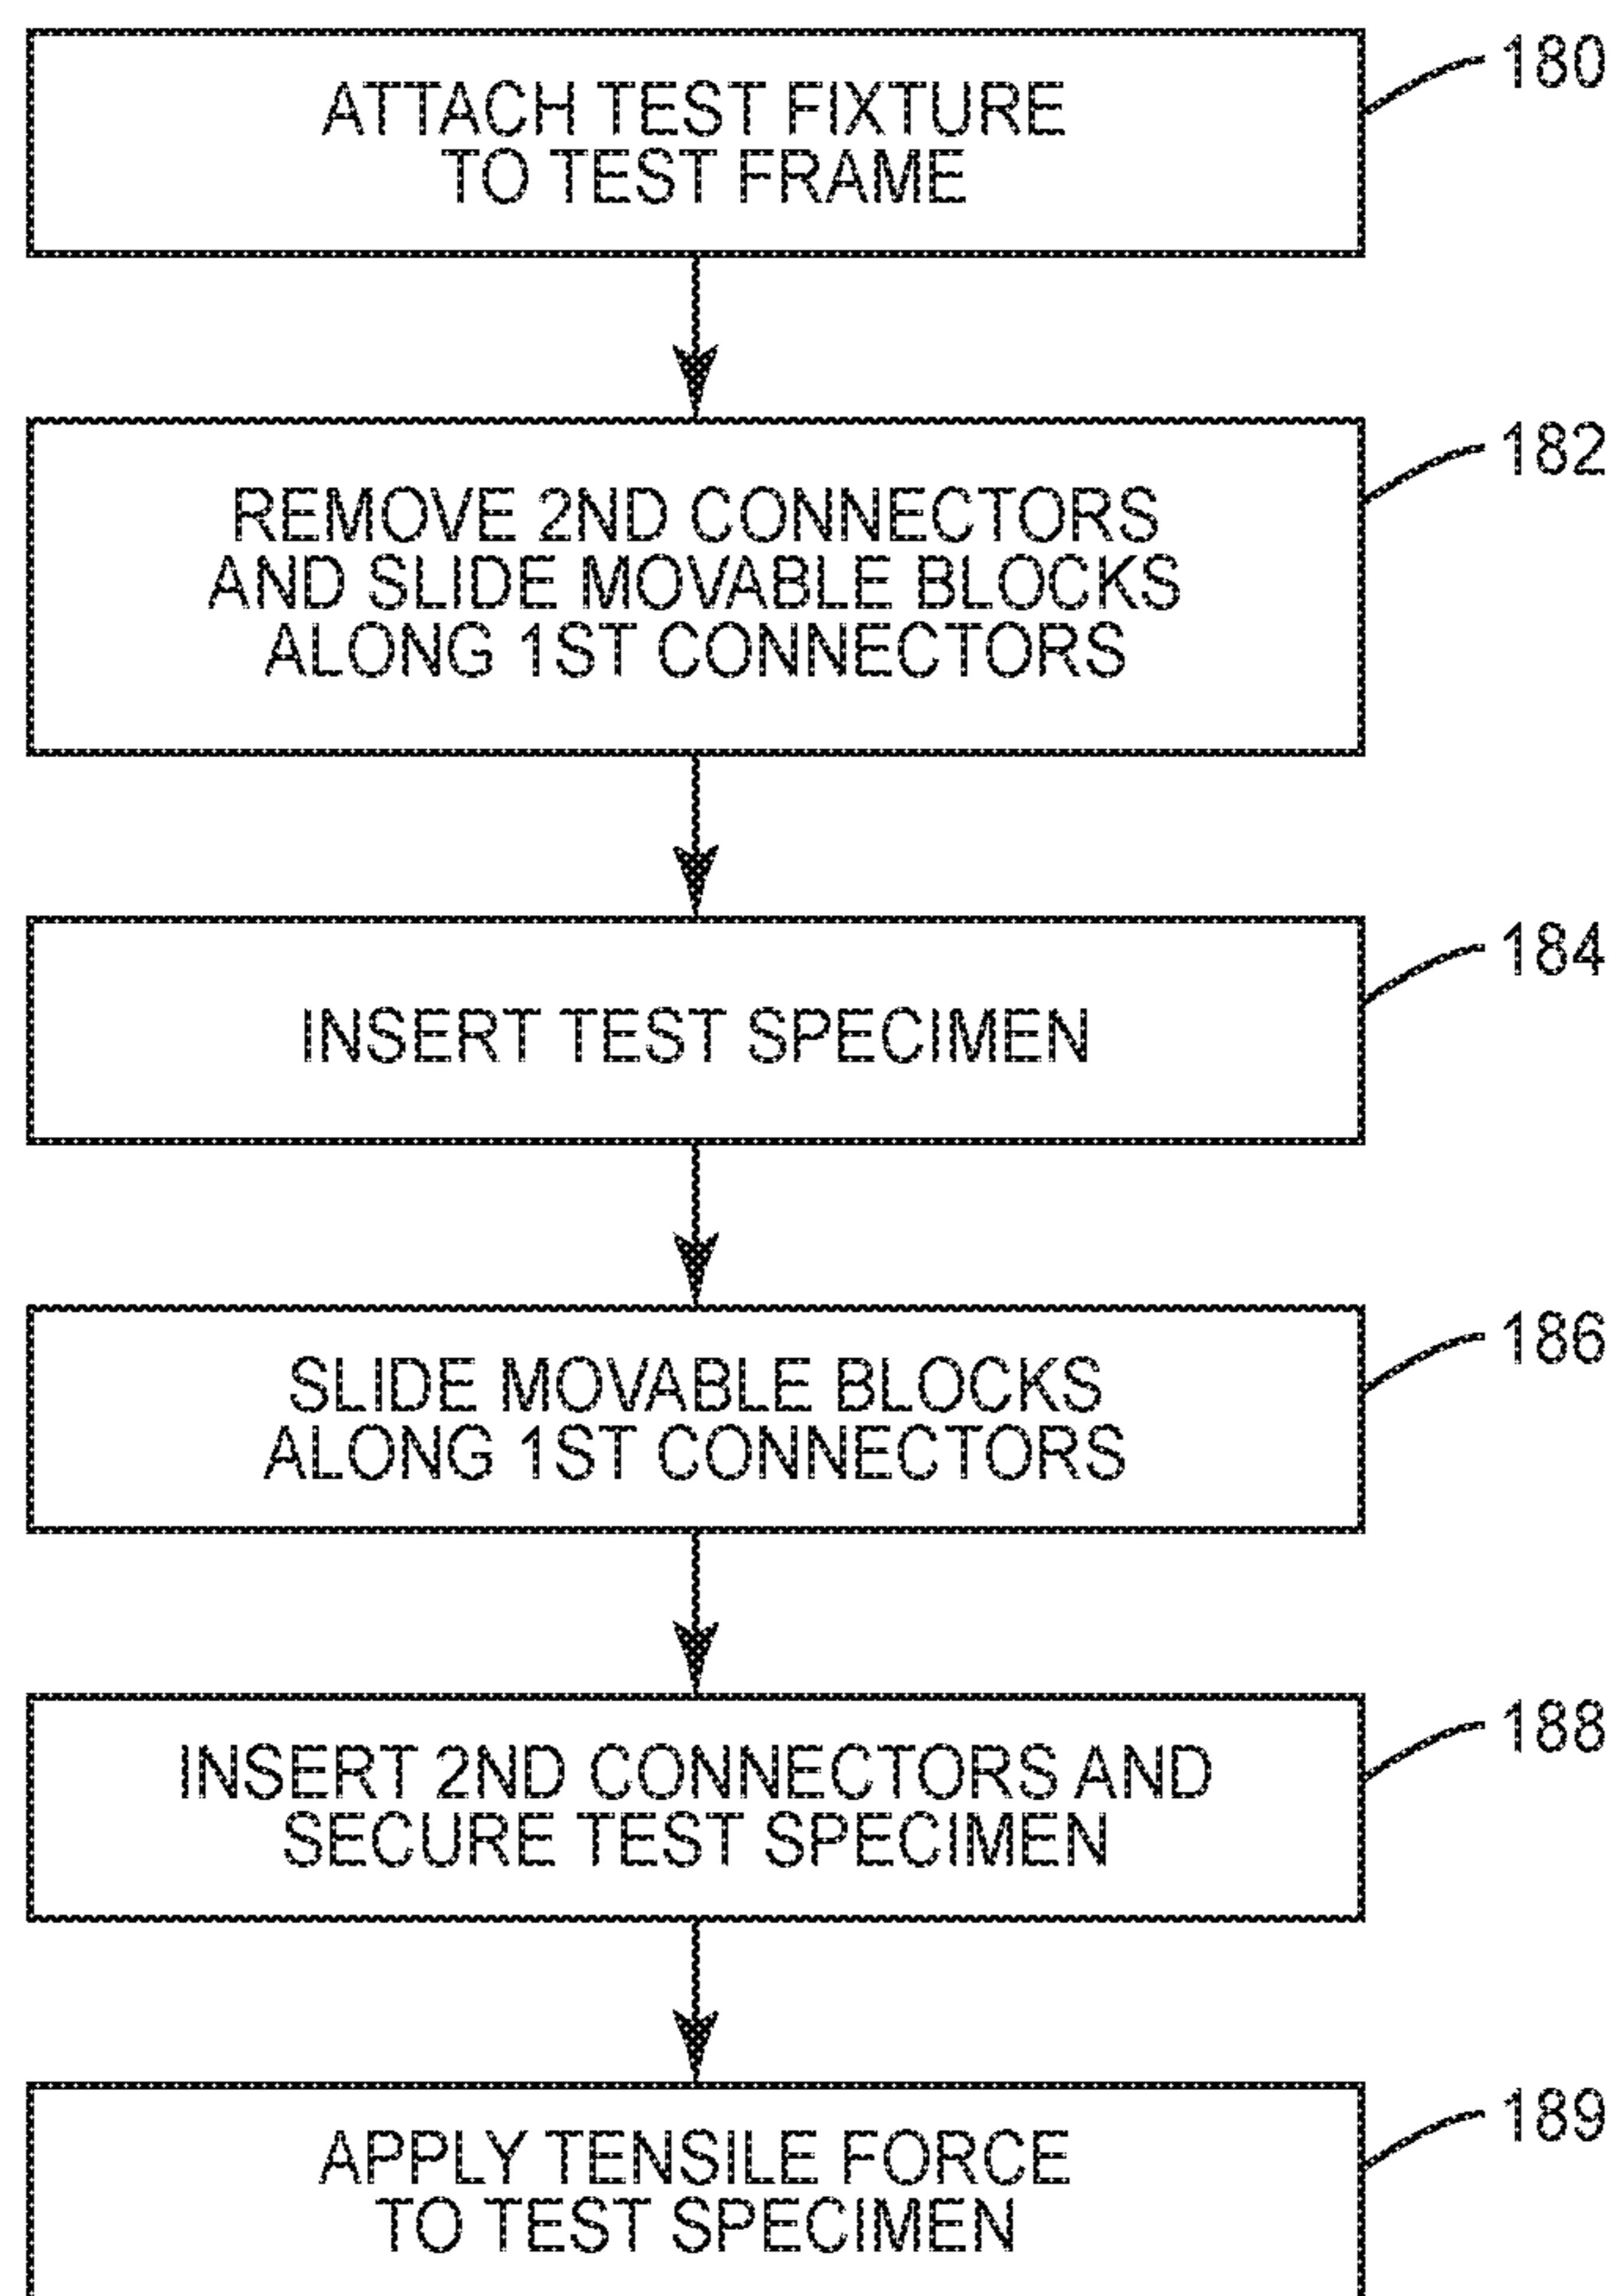 ATTACH TEST FIXTURE
TO TEST FRAME
180
REMOVE 2ND CONNECTORS
AND SLIDE MOVABLE BLOCKS
ALONG 1ST CONNECTORS
182
INSERT TEST SPECIMEN
184
SLIDE MOVABLE BLOCKS
ALONG 1ST CONNECTORS
186
INSERT 2ND CONNECTORS AND
SECURE TEST SPECIMEN
188
APPLY TENSILE FORCE
TO TEST SPECIMEN
189